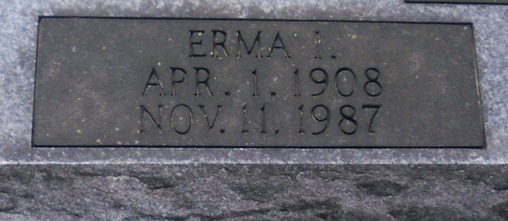 ERMA I.
APR. 1. 1908
NOV. 11. 1987